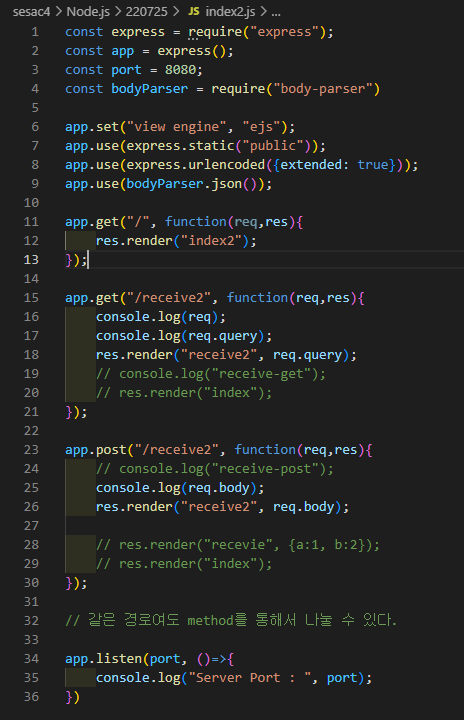 sesac4 > Node.js > 220725 > JS index2.js > ...
1 const express = require("express");
2 const app = express();
3 const port = 8080;
4 const bodyParser = require("body-parser")
5
6 app.set("view engine", "ejs");
7 app.use(express.static("public"));
8 app.use(express.urlencoded({extended: true}));
9 app.use(bodyParser.json());
10
11 app.get("/", function(req,res){
12     res.render("index2");
13 });
14
15 app.get("/receive2", function(req,res){
16     console.log(req);
17     console.log(req.query);
18     res.render("receive2", req.query);
19     // console.log("receive-get");
20     // res.render("index");
21 });
22
23 app.post("/receive2", function(req,res){
24     // console.log("receive-post");
25     console.log(req.body);
26     res.render("receive2", req.body);
27
28     // res.render("recevie", {a:1, b:2});
29     // res.render("index");
30 });
31
32 // 같은 경로여도 method를 통해서 나눌 수 있다.
33
34 app.listen(port, ()=>{
35     console.log("Server Port : ", port);
36 })